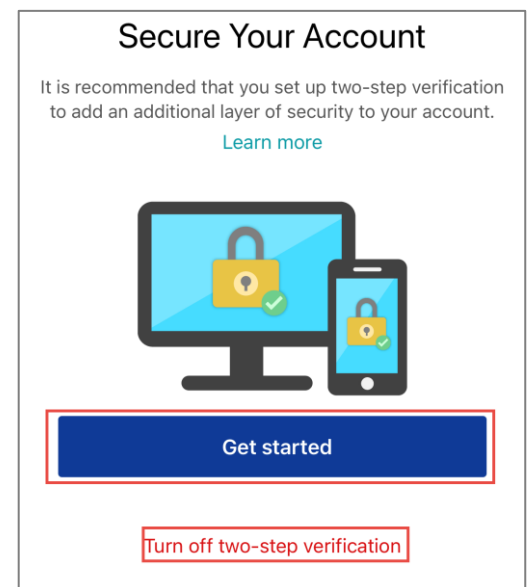 Secure Your Account
It is recommended that you set up two-step verification
to add an additional layer of security to your account.
Learn more
Get started
Turn off two-step verification